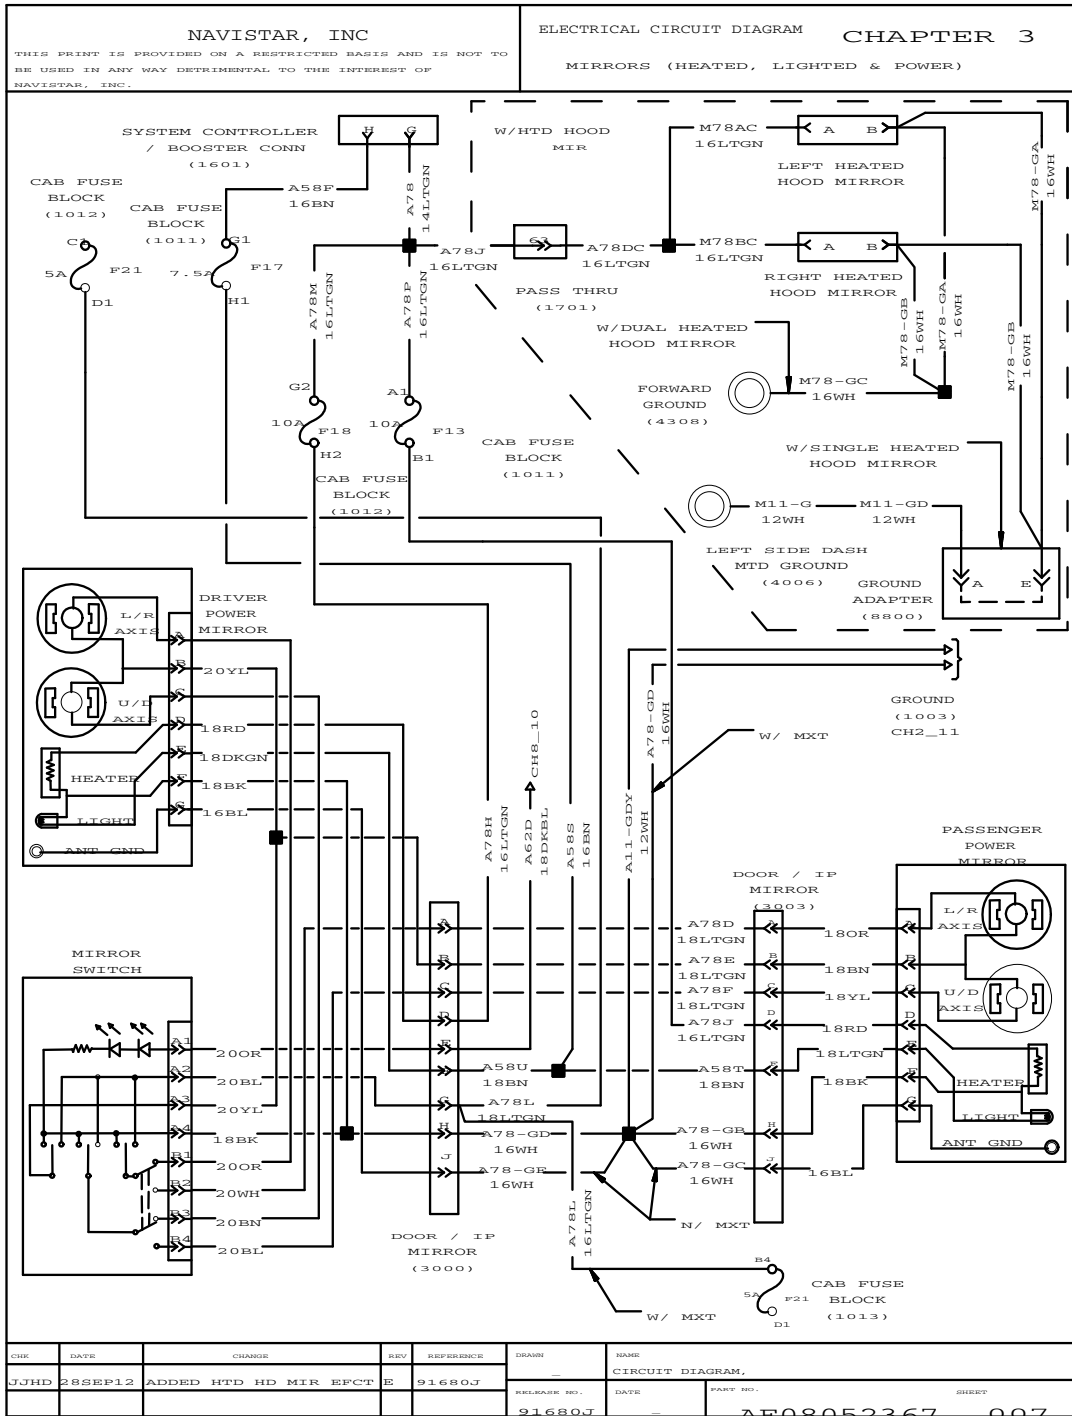 NAVISTAR, INC
THIS PRINT IS PROVIDED ON A RESTRICTED BASIS AND IS NOT TO
BE USED IN ANY WAY DETRIMENTAL TO THE INTEREST OF
NAVISTAR, INC.
ELECTRICAL CIRCUIT DIAGRAM
CHAPTER 3
MIRRORS (HEATED, LIGHTED & POWER)
SYSTEM CONTROLLER
/ BOOSTER CONN
(1601)
H G
W/HTD HOOD
MIR
M78AC
16LTGN
A B
LEFT HEATED
HOOD MIRROR
M78-GA
16WH
CAB FUSE
BLOCK
(1012)
C1
5A
F21
D1
CAB FUSE
BLOCK
(1011)
G1
7.5A
F17
H1
A58F
16BN
A78
14LTGN
A78J
16LTGN
63
PASS THRU
(1701)
A78DC
16LTGN
M78BC
16LTGN
A B
RIGHT HEATED
HOOD MIRROR
A78M
16LTGN
A78P
16LTGN
M78-GB
16WH
M78-GA
16WH
M78-GB
16WH
W/DUAL HEATED
HOOD MIRROR
FORWARD
GROUND
(4308)
M78-GC
16WH
G2
10A
F18
H2
A1
10A
F13
B1
CAB FUSE
BLOCK
(1011)
CAB FUSE
BLOCK
(1012)
W/SINGLE HEATED
HOOD MIRROR
M11-G
12WH
M11-GD
12WH
LEFT SIDE DASH
MTD GROUND
(4006)
GROUND
ADAPTER
(8800)
A E
DRIVER
POWER
MIRROR
L/R
AXIS
U/D
AXIS
HEATER
LIGHT
ANT GND
A
B
C
D
E
F
G
20YL
18RD
18DKGN
18BK
16BL
GROUND
(1003)
CH2_11
W/ MXT
A78-GD
16WH
CH8_10
A78H
16LTGN
A62D
18DKBL
A58S
16BN
A11-GDY
12WH
PASSENGER
POWER
MIRROR
DOOR / IP
MIRROR
(3003)
A
B
C
D
E
H
J
A78D
18LTGN
A78E
18LTGN
A78F
18LTGN
A78J
16LTGN
A58T
18BN
A78-GB
16WH
A78-GC
16WH
18OR
18BN
18YL
18RD
18LTGN
18BK
16BL
A
B
C
D
E
F
G
L/R
AXIS
U/D
AXIS
HEATER
LIGHT
ANT GND
MIRROR
SWITCH
A1
A2
A3
A4
B1
B2
B3
B4
20OR
20BL
20YL
18BK
20OR
20WH
20BN
20BL
A
B
C
D
E
F
G
H
J
A58U
18BN
A78L
18LTGN
A78-GD
16WH
A78-GE
16WH
DOOR / IP
MIRROR
(3000)
A78L
16LTGN
N/ MXT
W/ MXT
B4
5A
F21
D1
CAB FUSE
BLOCK
(1013)
CHK DATE CHANGE REV REFERENCE
JJHD 28SEP12 ADDED HTD HD MIR EFCT E 91680J
DRAWN
NAME
CIRCUIT DIAGRAM,
RELEASE NO.
91680J
DATE
PART NO.
SHEET
AF08052367 007